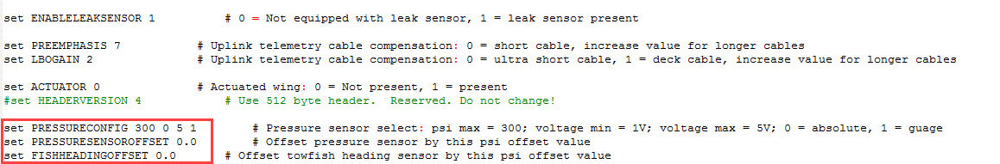 set ENABLELEAKSENSOR 1 # 0 = Not equipped with leak sensor, 1 = leak sensor present
set PREEMPHASIS 7 # Uplink telemetry cable compensation: 0 = short cable, increase value for longer cables
set LBOGAIN 2 # Uplink telemetry cable compensation: 0 = ultra short cable, 1 = deck cable, increase value for longer cables
set ACTUATOR 0 # Actuated wing: 0 = Not present, 1 = present
#set HEADERVERSION 4 # Use 512 byte header. Reserved. Do not change!
set PRESSURECONFIG 300 0 5 1 # Pressure sensor select: psi max = 300; voltage min = 1V; voltage max = 5V; 0 = absolute, 1 = guage
set PRESSURESENSOROFFSET 0.0 # Offset pressure sensor by this psi offset value
set FISHHEADINGOFFSET 0.0 # Offset towfish heading sensor by this psi offset value